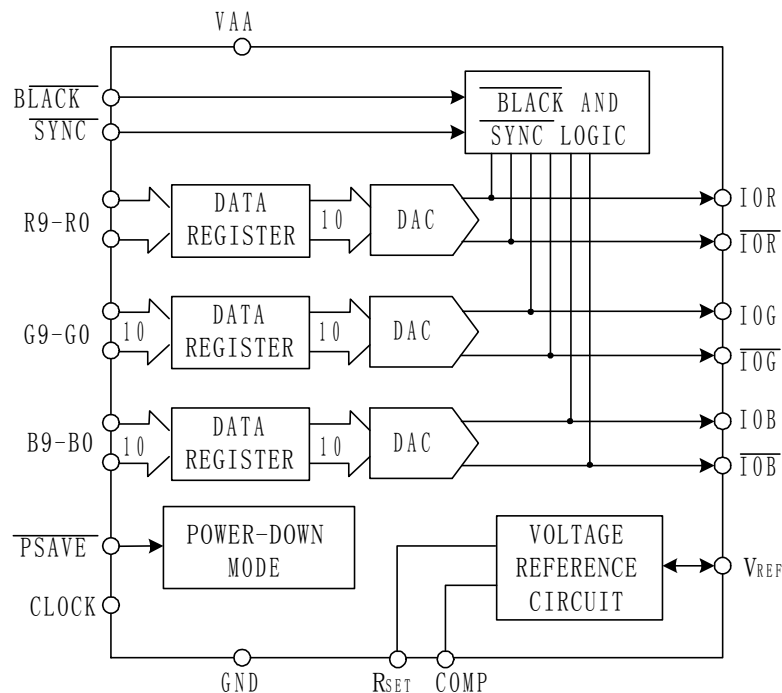 VAA
BLACK
SYNC
BLACK AND
SYNC LOGIC
R9-R0
DATA
REGISTER
10
DAC
IOR
IOR
G9-G0
10
DATA
REGISTER
10
DAC
IOG
IOG
B9-B0
10
DATA
REGISTER
10
DAC
IOB
IOB
PSAVE
POWER-DOWN
MODE
VOLTAGE
REFERENCE
CIRCUIT
VREF
CLOCK
GND
RSET
COMP